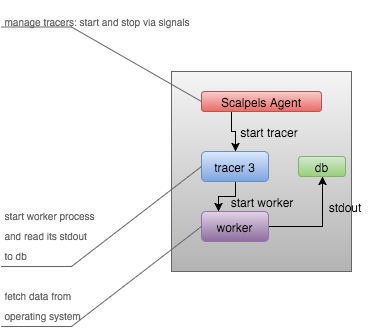 manage tracers: start and stop via signals
Scalpels Agent
start tracer
tracer 3
db
start worker
stdout
worker
start worker process
and read its stdout
to db
fetch data from
operating system